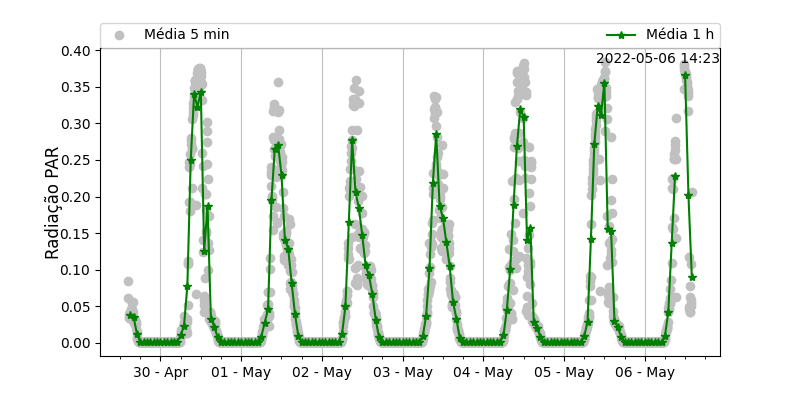 Média 5 min
Média 1 h
2022-05-06 14:23
Radiação PAR
0.40
0.35
0.30
0.25
0.20
0.15
0.10
0.05
0.00
30 - Apr
01 - May
02 - May
03 - May
04 - May
05 - May
06 - May